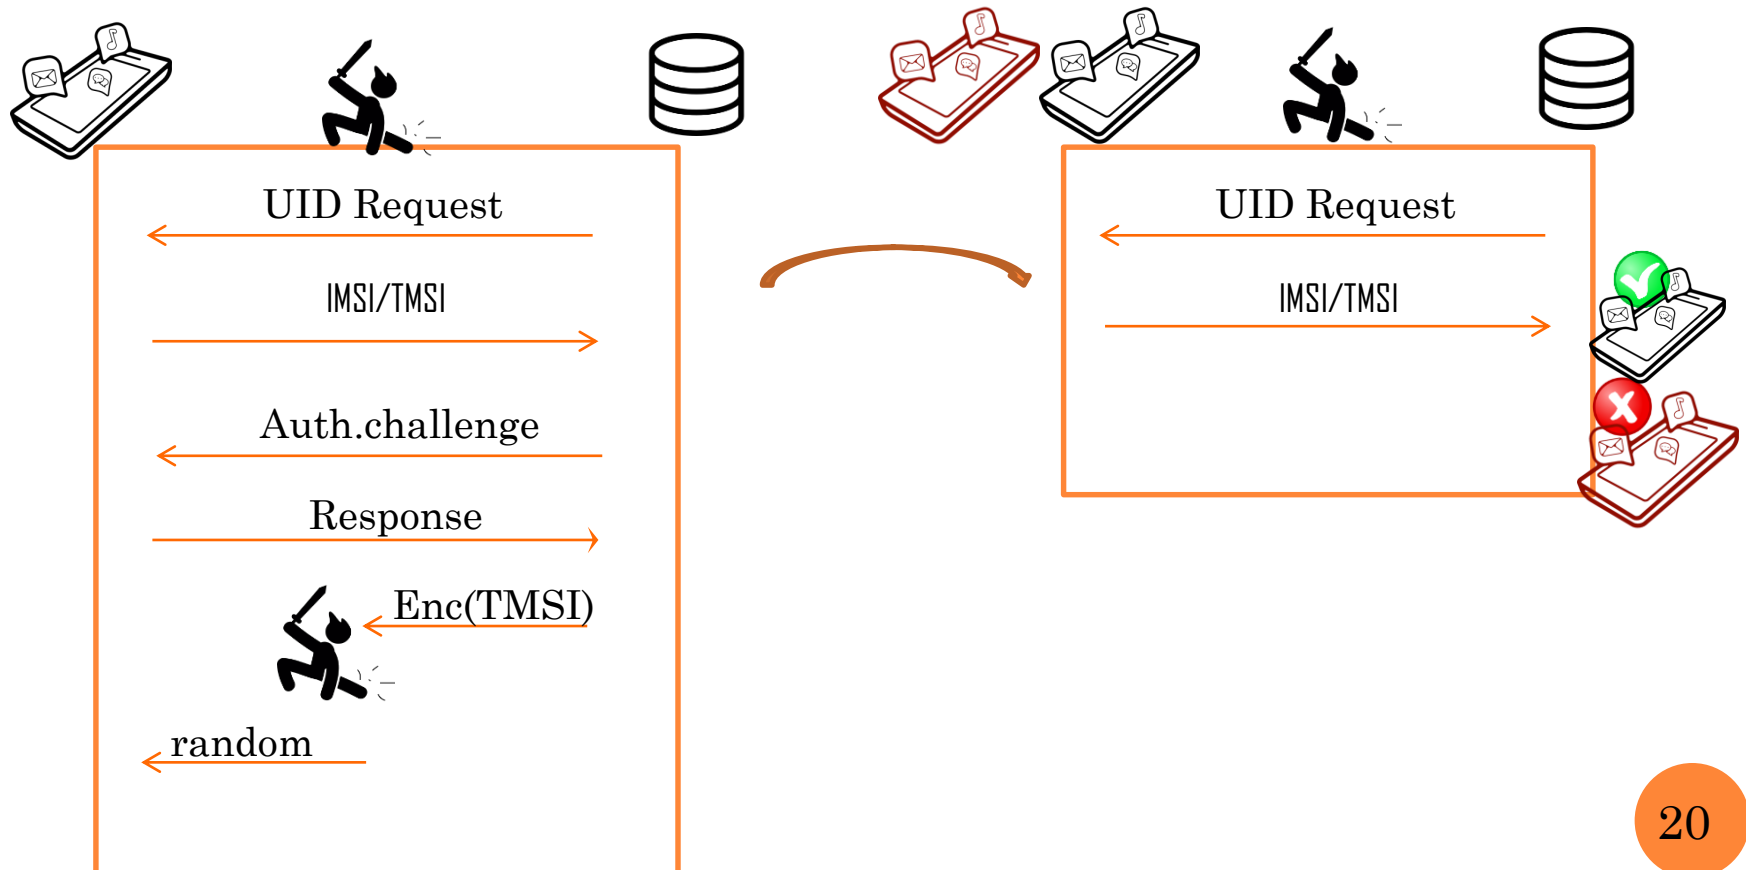 UID Request
IMSI/TMSI
Auth.challenge
Response
Enc(TMSI)
random
UID Request
IMSI/TMSI
20